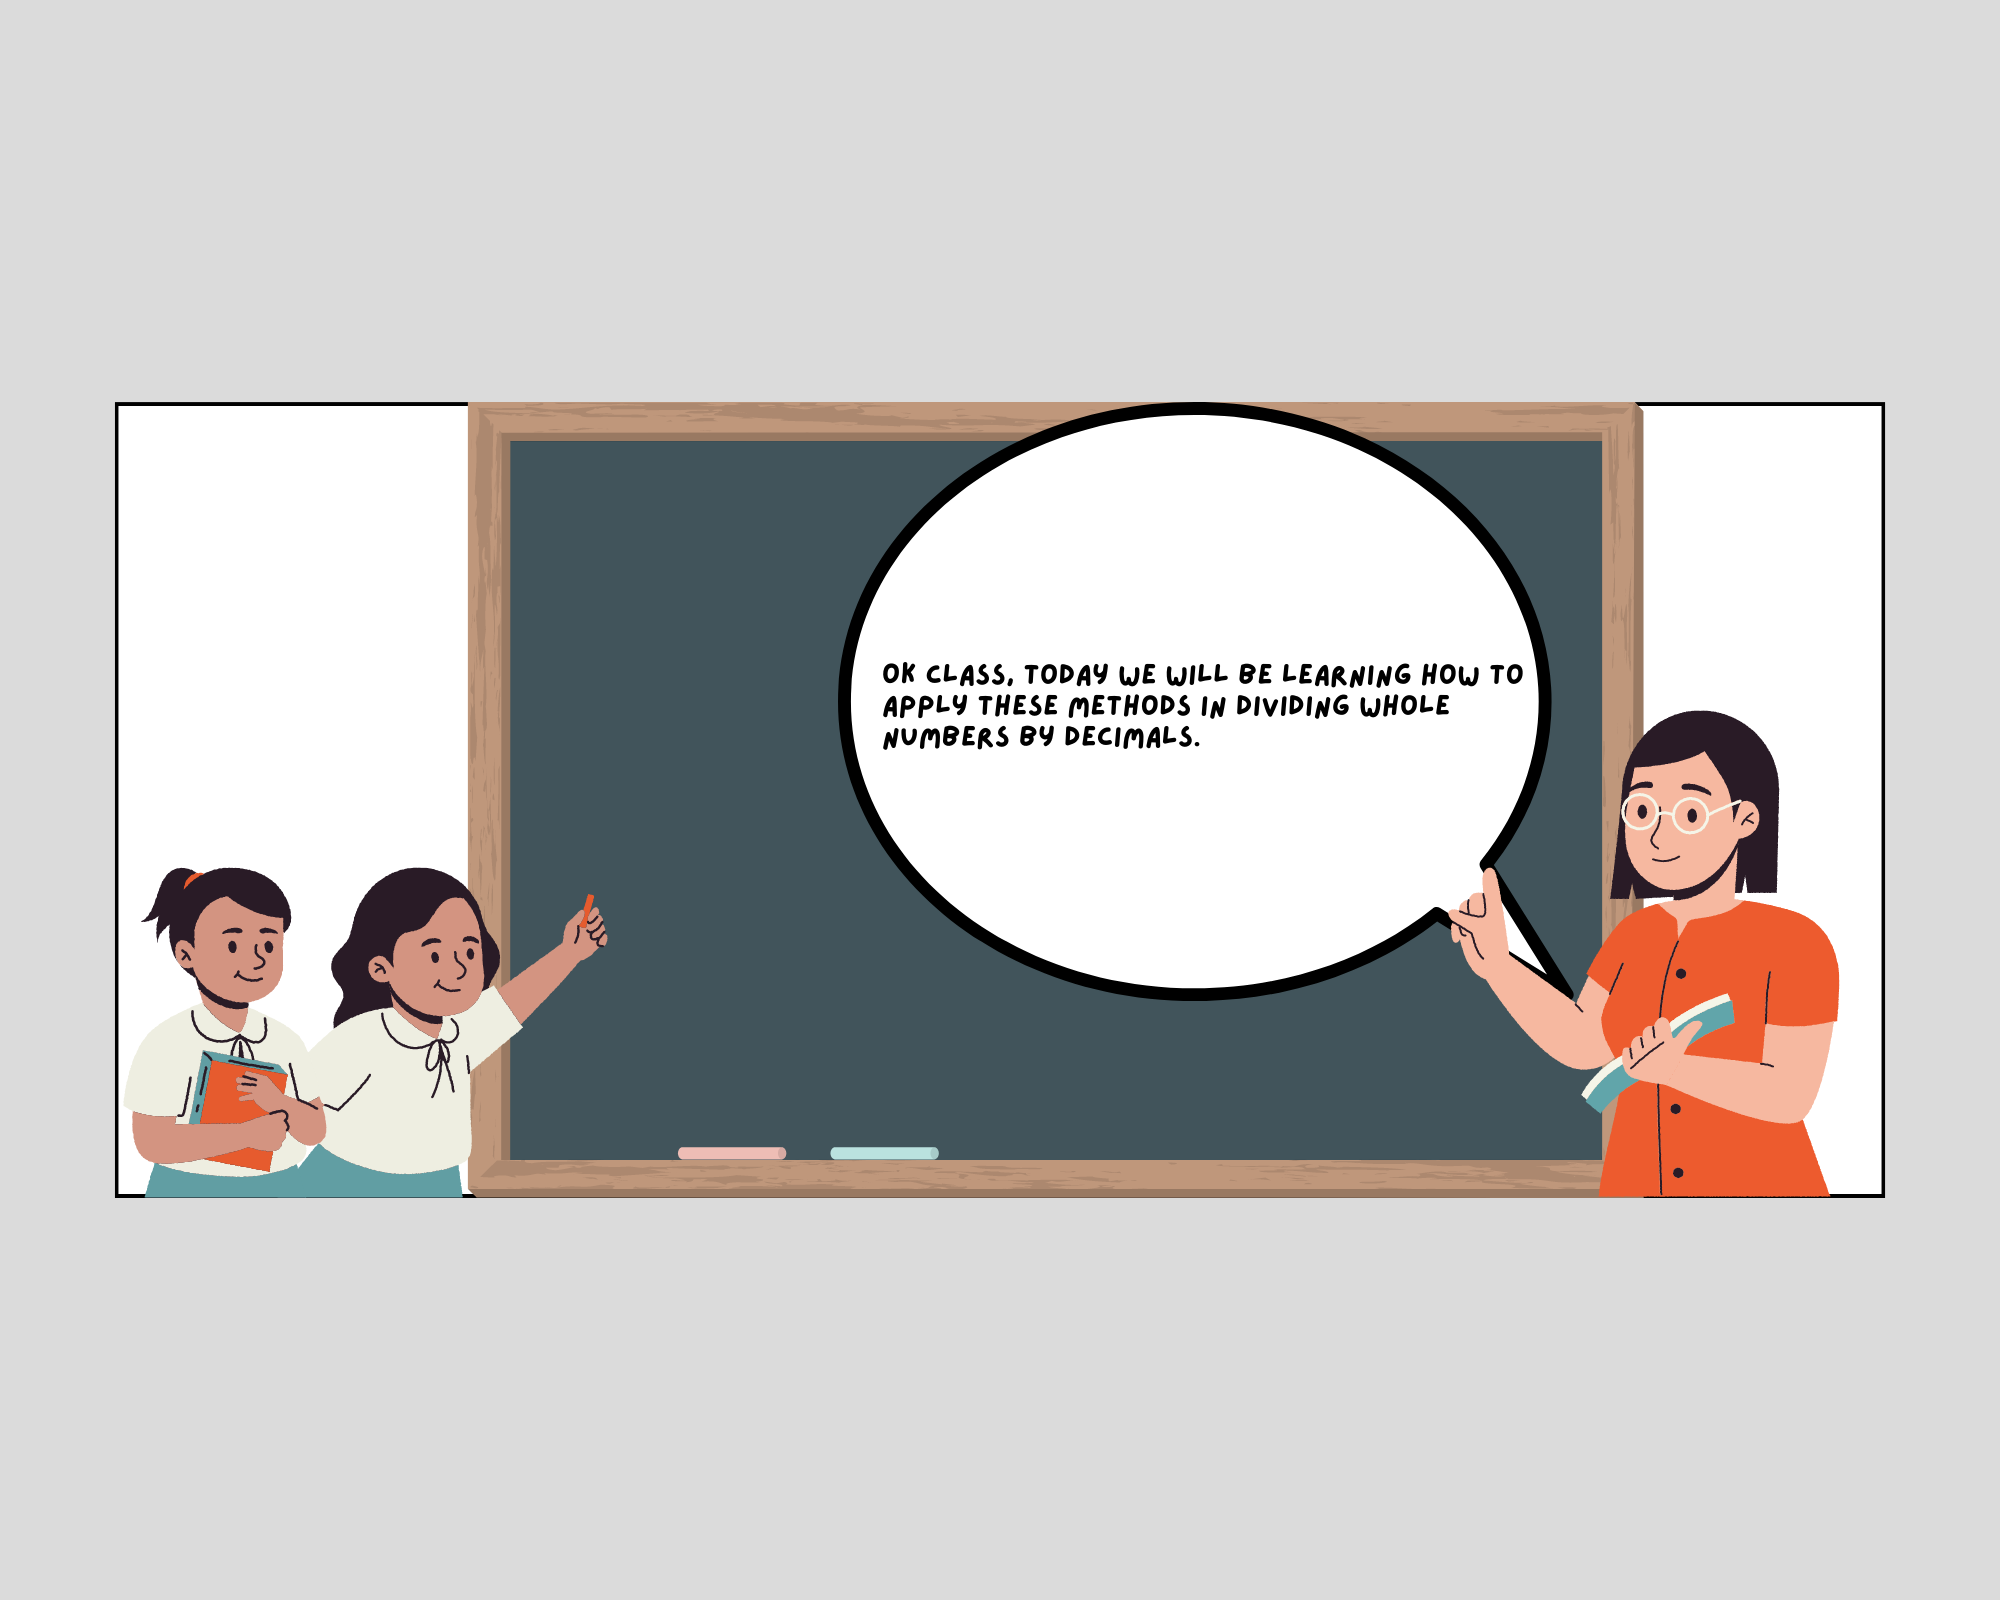 OK CLASS, TODAY WE WILL BE LEARNING HOW TO
APPLY THESE METHODS IN DIVIDING WHOLE
NUMBERS BY DECIMALS.